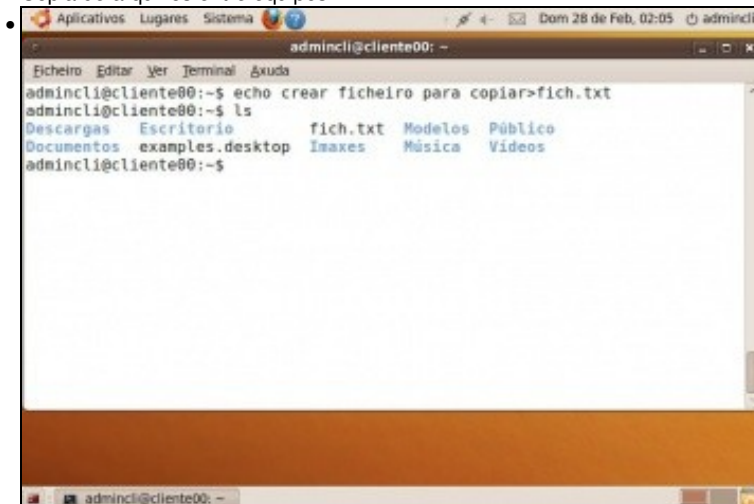 Aplicativos Lugares Sistema Dom 28 de Feb, 02:05 admincli
admincli@cliente00: ~
Ficheiro Editar Ver Terminal Axuda
admincli@cliente00:~$ echo crear ficheiro para copiar>fich.txt
admincli@cliente00:~$ ls
Descargas Escritorio fich.txt Modelos Público
Documentos examples.desktop Imaxes Música Vídeos
admincli@cliente00:~$
admincli@cliente00: ~